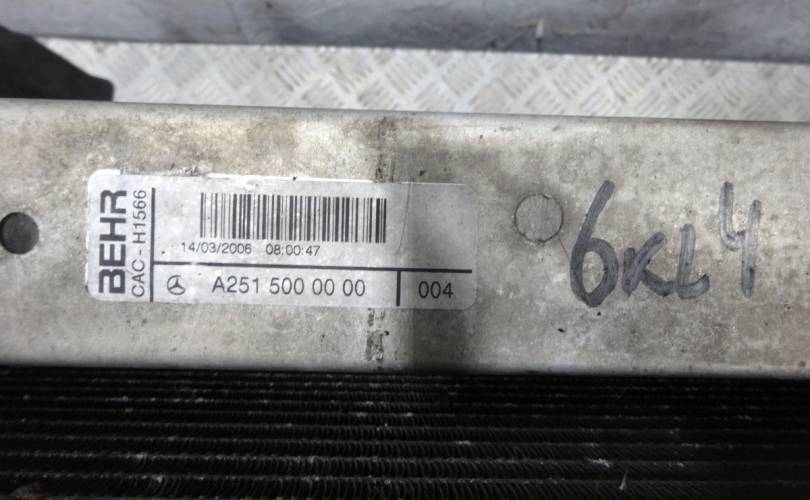 BEHR
CAC - H1566
14/03/2006 08:00:47
A251 500 00 00
004
6KL4